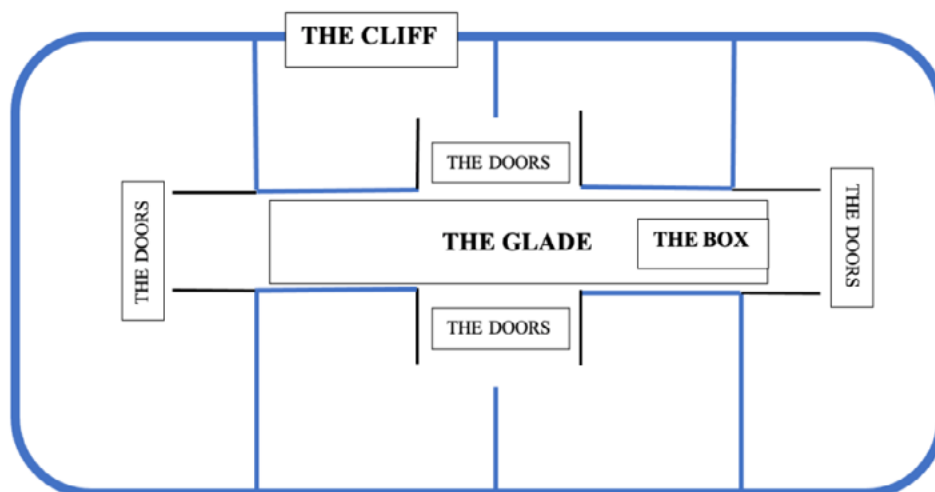 THE CLIFF
THE DOORS
THE DOORS
THE GLADE
THE BOX
THE DOORS
THE DOORS